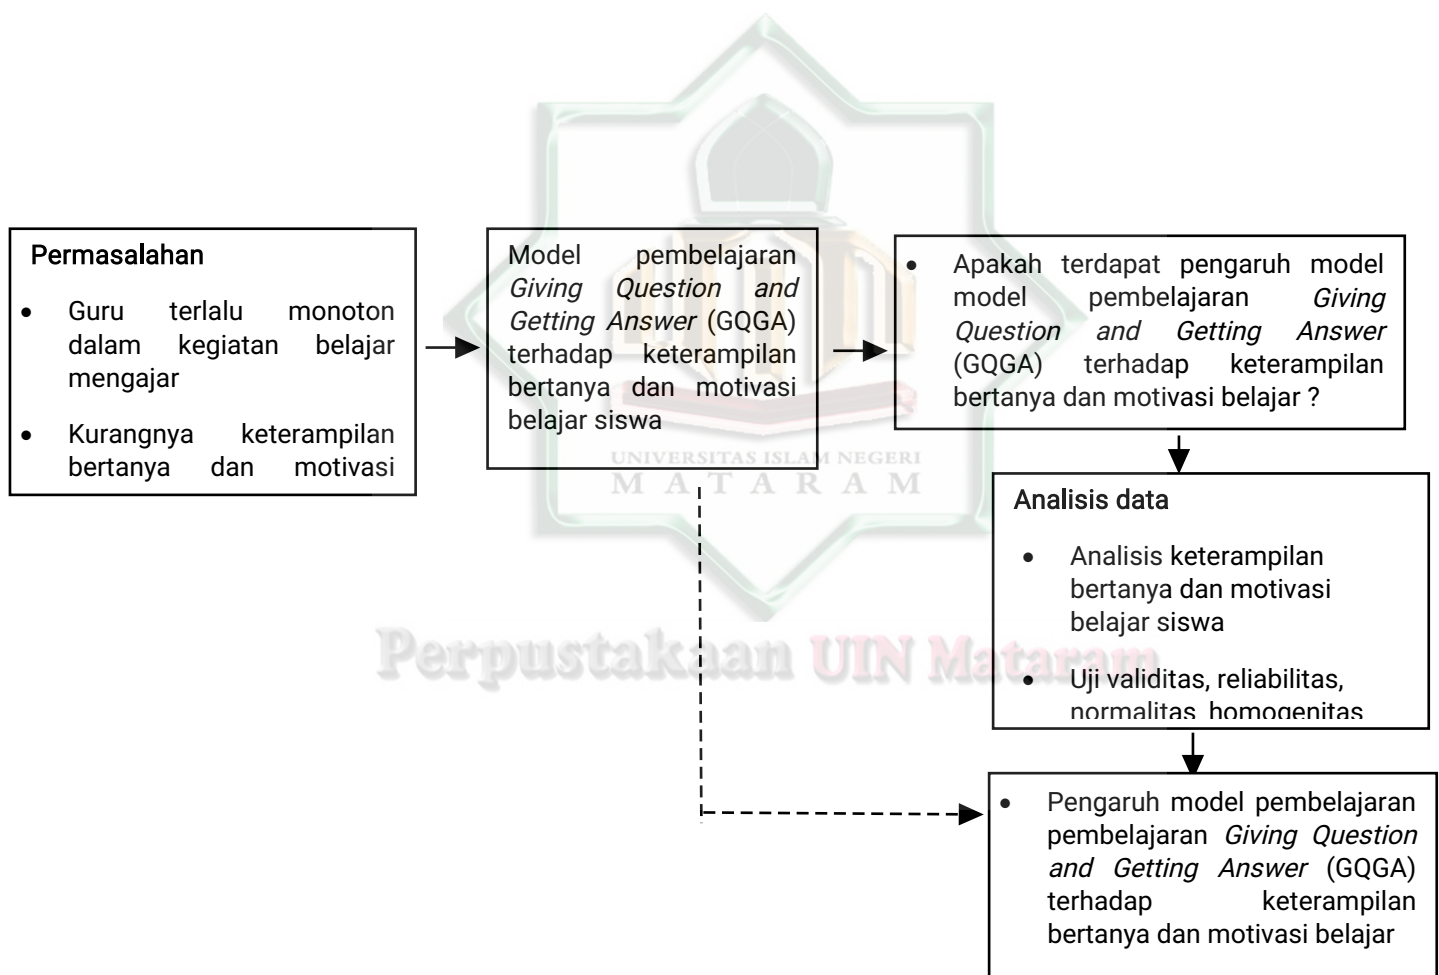 Permasalahan
• Guru terlalu monoton
dalam kegiatan belajar
mengajar
• Kurangnya keterampilan
bertanya dan motivasi
Model pembelajaran
Giving Question and
Getting Answer (GQGA)
terhadap keterampilan
bertanya dan motivasi
belajar siswa
• Apakah terdapat pengaruh model
model pembelajaran Giving
Question and Getting Answer
(GQGA) terhadap keterampilan
bertanya dan motivasi belajar ?
Analisis data
• Analisis keterampilan
bertanya dan motivasi
belajar siswa
• Uji validitas, reliabilitas,
normalitas homogenitas
• Pengaruh model pembelajaran
pembelajaran Giving Question
and Getting Answer (GQGA)
terhadap keterampilan
bertanya dan motivasi belajar
UNIVERSITAS ISLAM NEGERI
MATARAM
Perpustakaan UIN Mataram